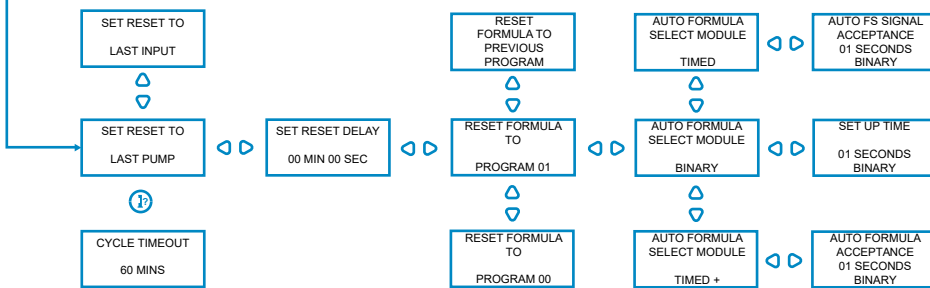 SET RESET TO
LAST INPUT
RESET
FORMULA TO
PREVIOUS
PROGRAM
AUTO FORMULA
SELECT MODULE
TIMED
AUTO FS SIGNAL
ACCEPTANCE
01 SECONDS
BINARY
SET RESET TO
LAST PUMP
SET RESET DELAY
00 MIN 00 SEC
RESET FORMULA
TO
PROGRAM 01
AUTO FORMULA
SELECT MODULE
BINARY
SET UP TIME
01 SECONDS
BINARY
?
CYCLE TIMEOUT
60 MINS
RESET FORMULA
TO
PROGRAM 00
AUTO FORMULA
SELECT MODULE
TIMED +
AUTO FORMULA
ACCEPTANCE
01 SECONDS
BINARY